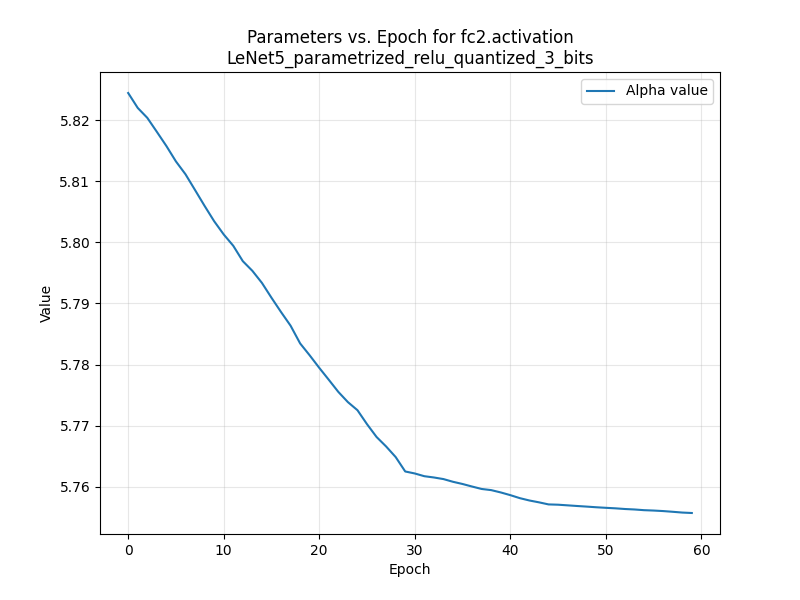 Parameters vs. Epoch for fc2.activation
LeNet5_parametrized_relu_quantized_3_bits
Alpha value
5.82
5.81
5.80
5.79
5.78
5.77
5.76
Value
0 10 20 30 40 50 60
Epoch